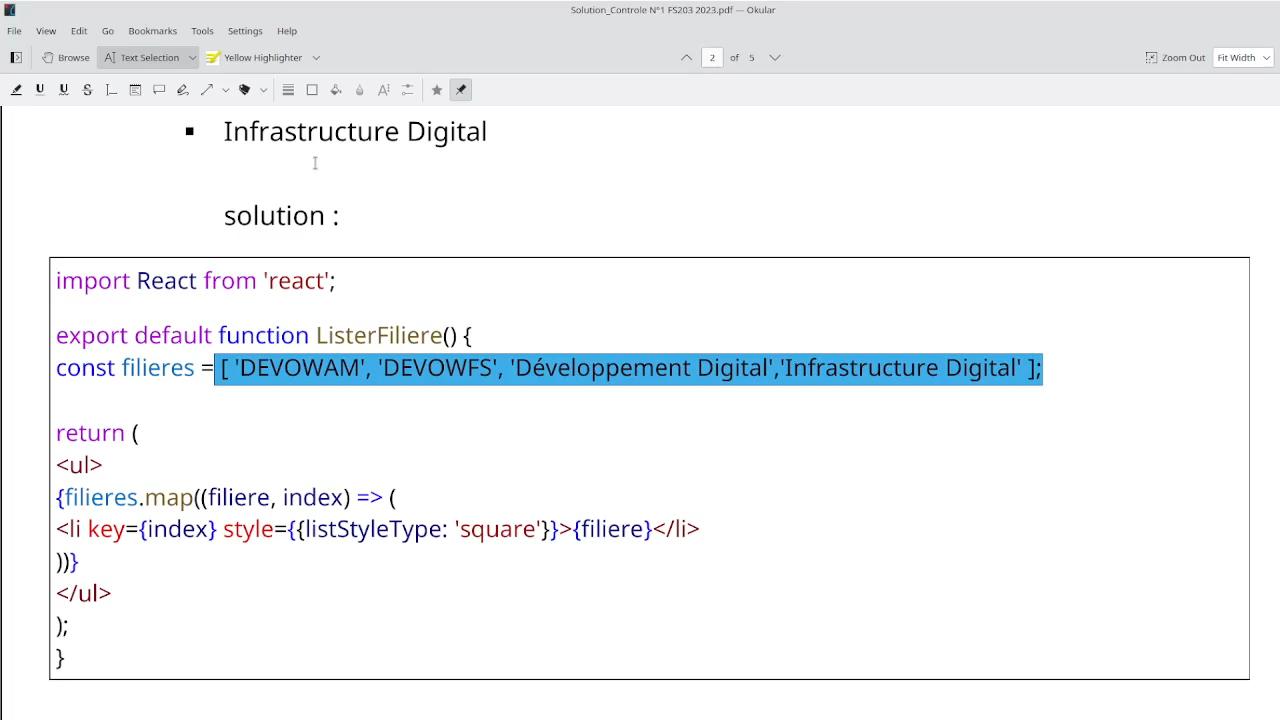 Solution_Controle N°1 FS203 2023.pdf — Okular
File View Edit Go Bookmarks Tools Settings Help
Browse Text Selection Yellow Highlighter 2 of 5 Zoom Out Fit Width
▪ Infrastructure Digital
solution :
import React from 'react';
export default function ListerFiliere() {
const filieres = [ 'DEVOWAM', 'DEVOWFS', 'Développement Digital','Infrastructure Digital' ];
return (
<ul>
{filieres.map((filiere, index) => (
<li key={index} style={{listStyleType: 'square'}}>{filiere}</li>
))}
</ul>
);
}